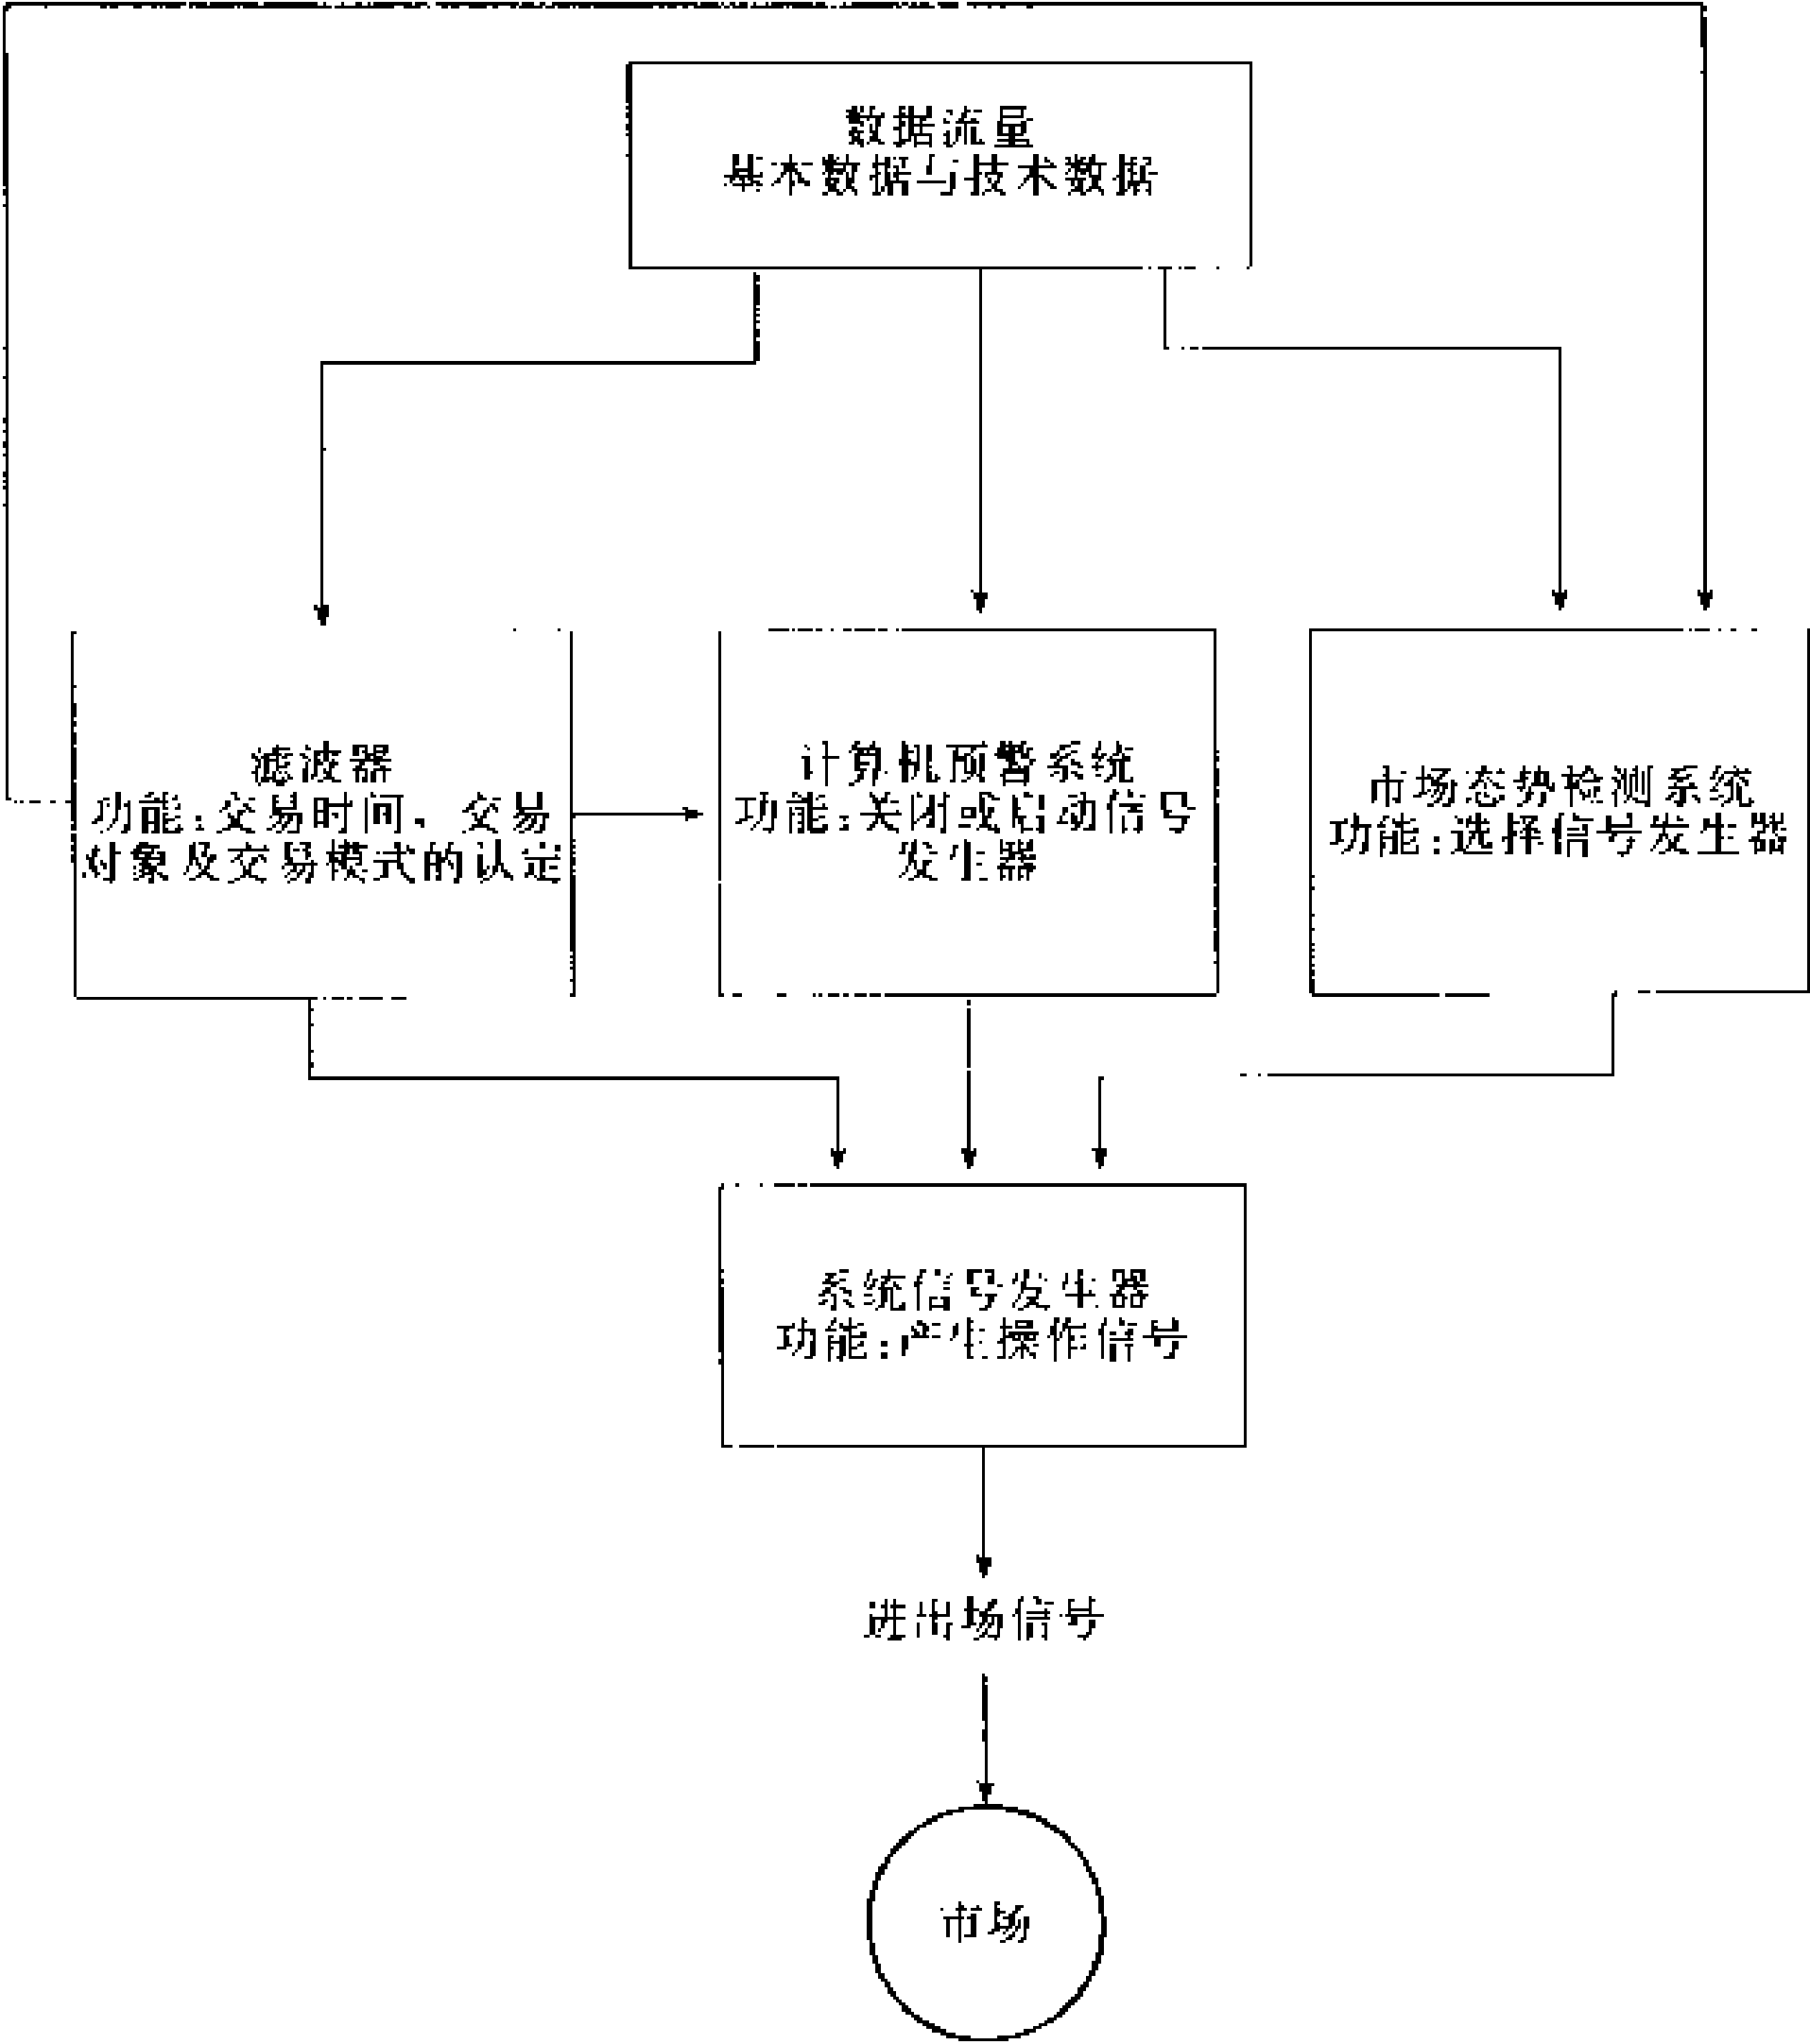 数据流量
基本数据与技术数据
滤波器
功能:交易时间,交易
对象及交易模式的认定
计算机预警系统
功能:关闭或启动信号
发生器
市场态势检测系统
功能:选择信号发生器
系统信号发生器
功能:产生操作信号
进出场信号
市场